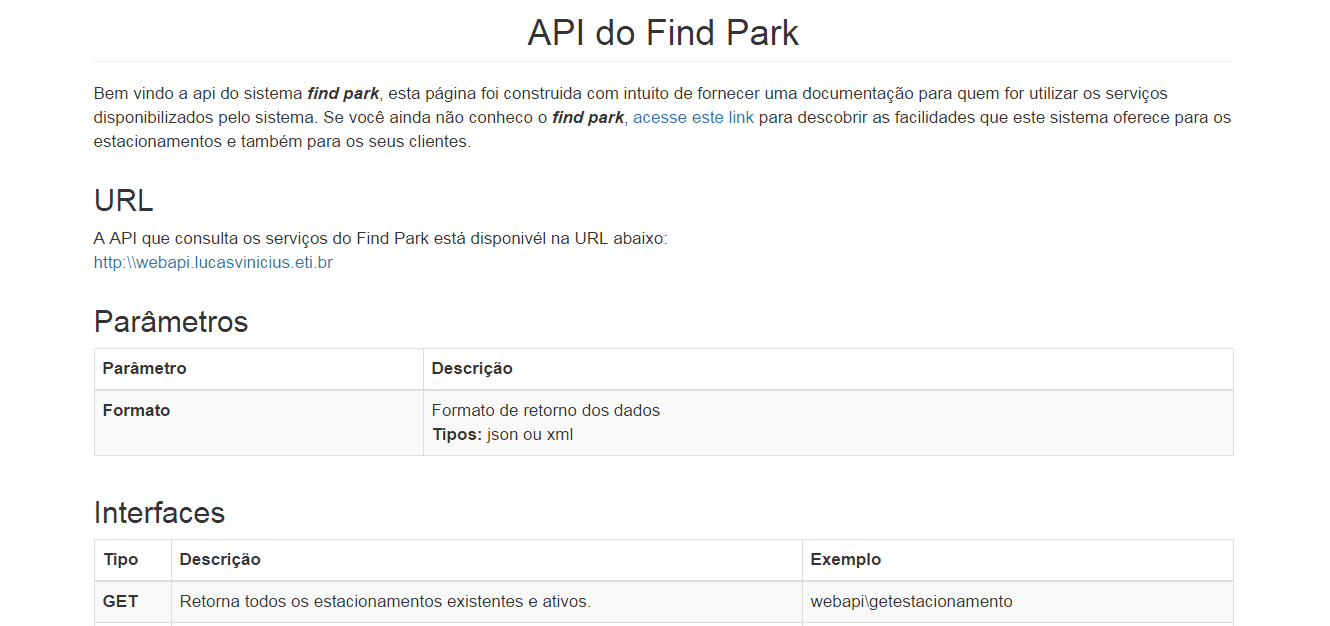 API do Find Park
Bem vindo a api do sistema find park, esta página foi construida com intuito de fornecer uma documentação para quem for utilizar os serviços
disponibilizados pelo sistema. Se você ainda não conheco o find park, acesse este link para descobrir as facilidades que este sistema oferece para os
estacionamentos e também para os seus clientes.
URL
A API que consulta os serviços do Find Park está disponivél na URL abaixo:
http:\\webapi.lucasvinicius.eti.br
Parâmetros
Parâmetro Descrição
Formato Formato de retorno dos dados
Tipos: json ou xml
Interfaces
Tipo Descrição Exemplo
GET Retorna todos os estacionamentos existentes e ativos. webapi\getestacionamento